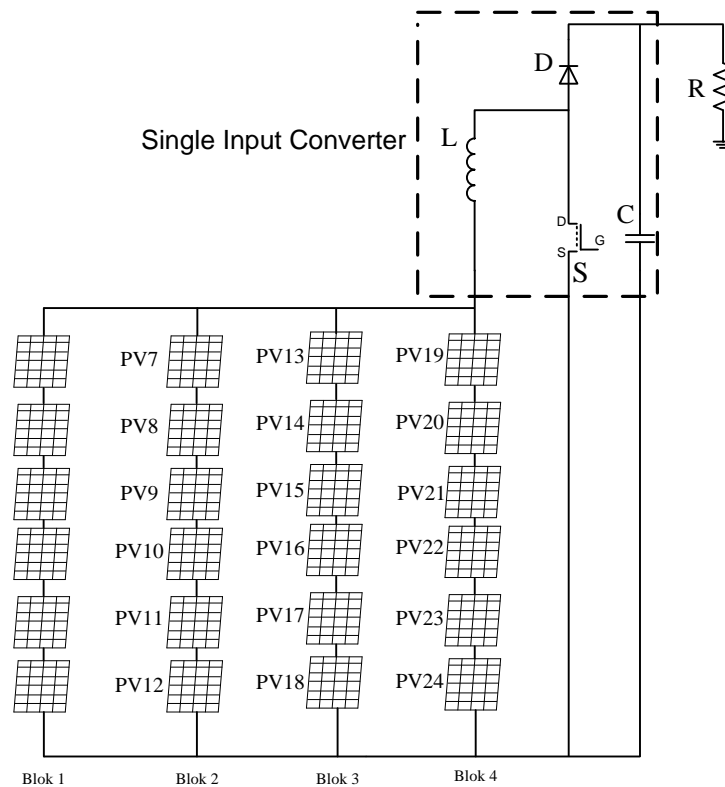 D
R
Single Input Converter
L
D
G
C
S
S
PV7
PV13
PV19
PV8
PV14
PV20
PV9
PV15
PV21
PV10
PV16
PV22
PV11
PV17
PV23
PV12
PV18
PV24
Blok 1
Blok 2
Blok 3
Blok 4